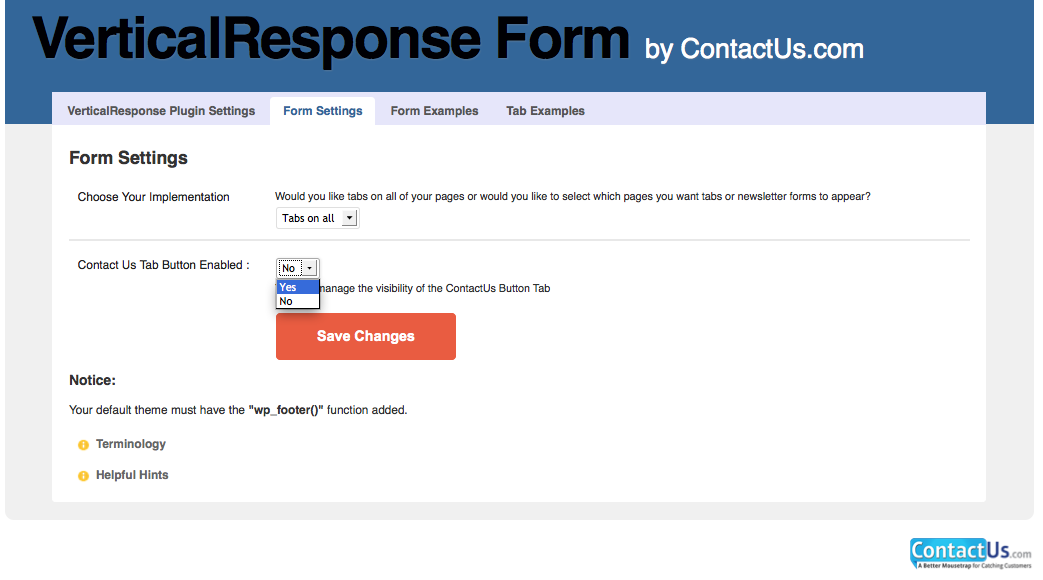 VerticalResponse Form by ContactUs.com
VerticalResponse Plugin Settings Form Settings Form Examples Tab Examples
Form Settings
Choose Your Implementation Would you like tabs on all of your pages or would you like to select which pages you want tabs or newsletter forms to appear?
Tabs on all
Contact Us Tab Button Enabled : No
Yes
manage the visibility of the ContactUs Button Tab
No
Save Changes
Notice:
Your default theme must have the "wp_footer()" function added.
Terminology
Helpful Hints
ContactUs.com
A Better Mousetrap for Catching Customers